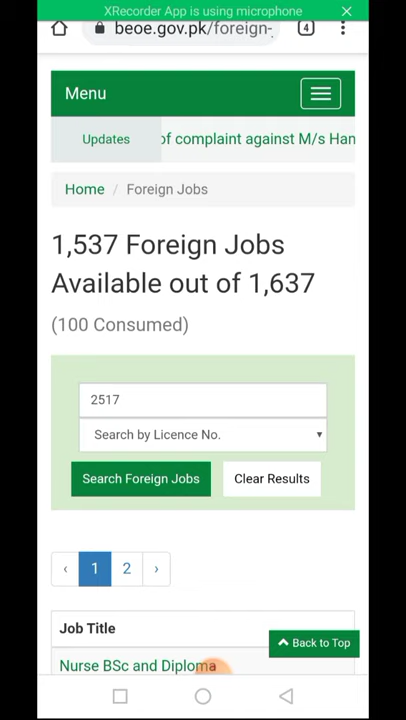 XRecorder App is using microphone
beoe.gov.pk/foreign-
4
Menu
Updates
of complaint against M/s Han
Home / Foreign Jobs
1,537 Foreign Jobs
Available out of 1,637
(100 Consumed)
2517
Search by Licence No.
Search Foreign Jobs
Clear Results
‹ 1 2 ›
Job Title
Back to Top
Nurse BSc and Diploma